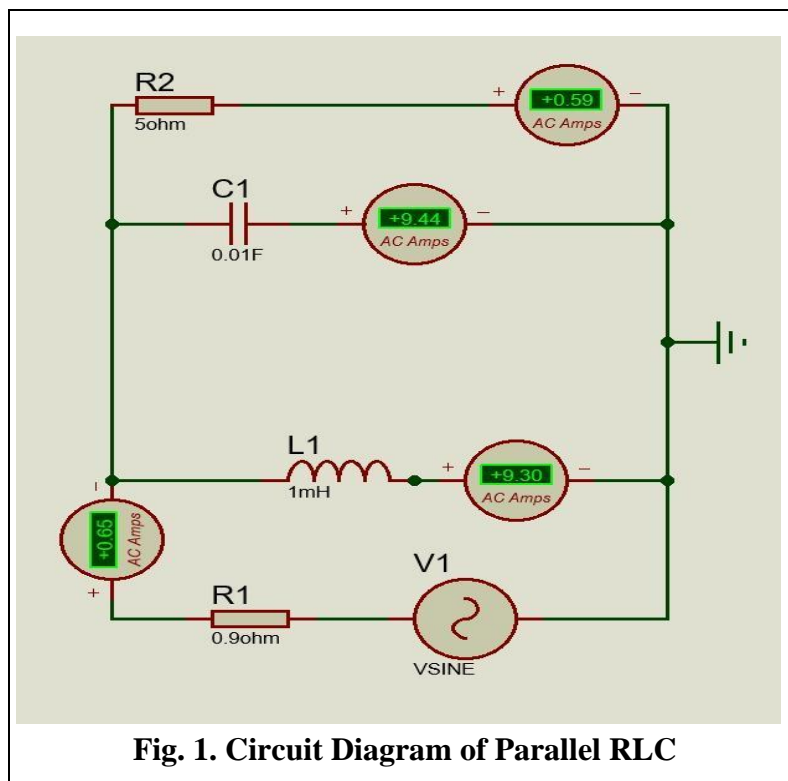 R2
5ohm
+ +0.59 −
AC Amps
C1
0.01F
+ +9.44 −
AC Amps
L1
1mH
+ +9.30 −
AC Amps
−
+0.65
AC Amps
+
R1
0.9ohm
V1
VSINE
Fig. 1. Circuit Diagram of Parallel RLC